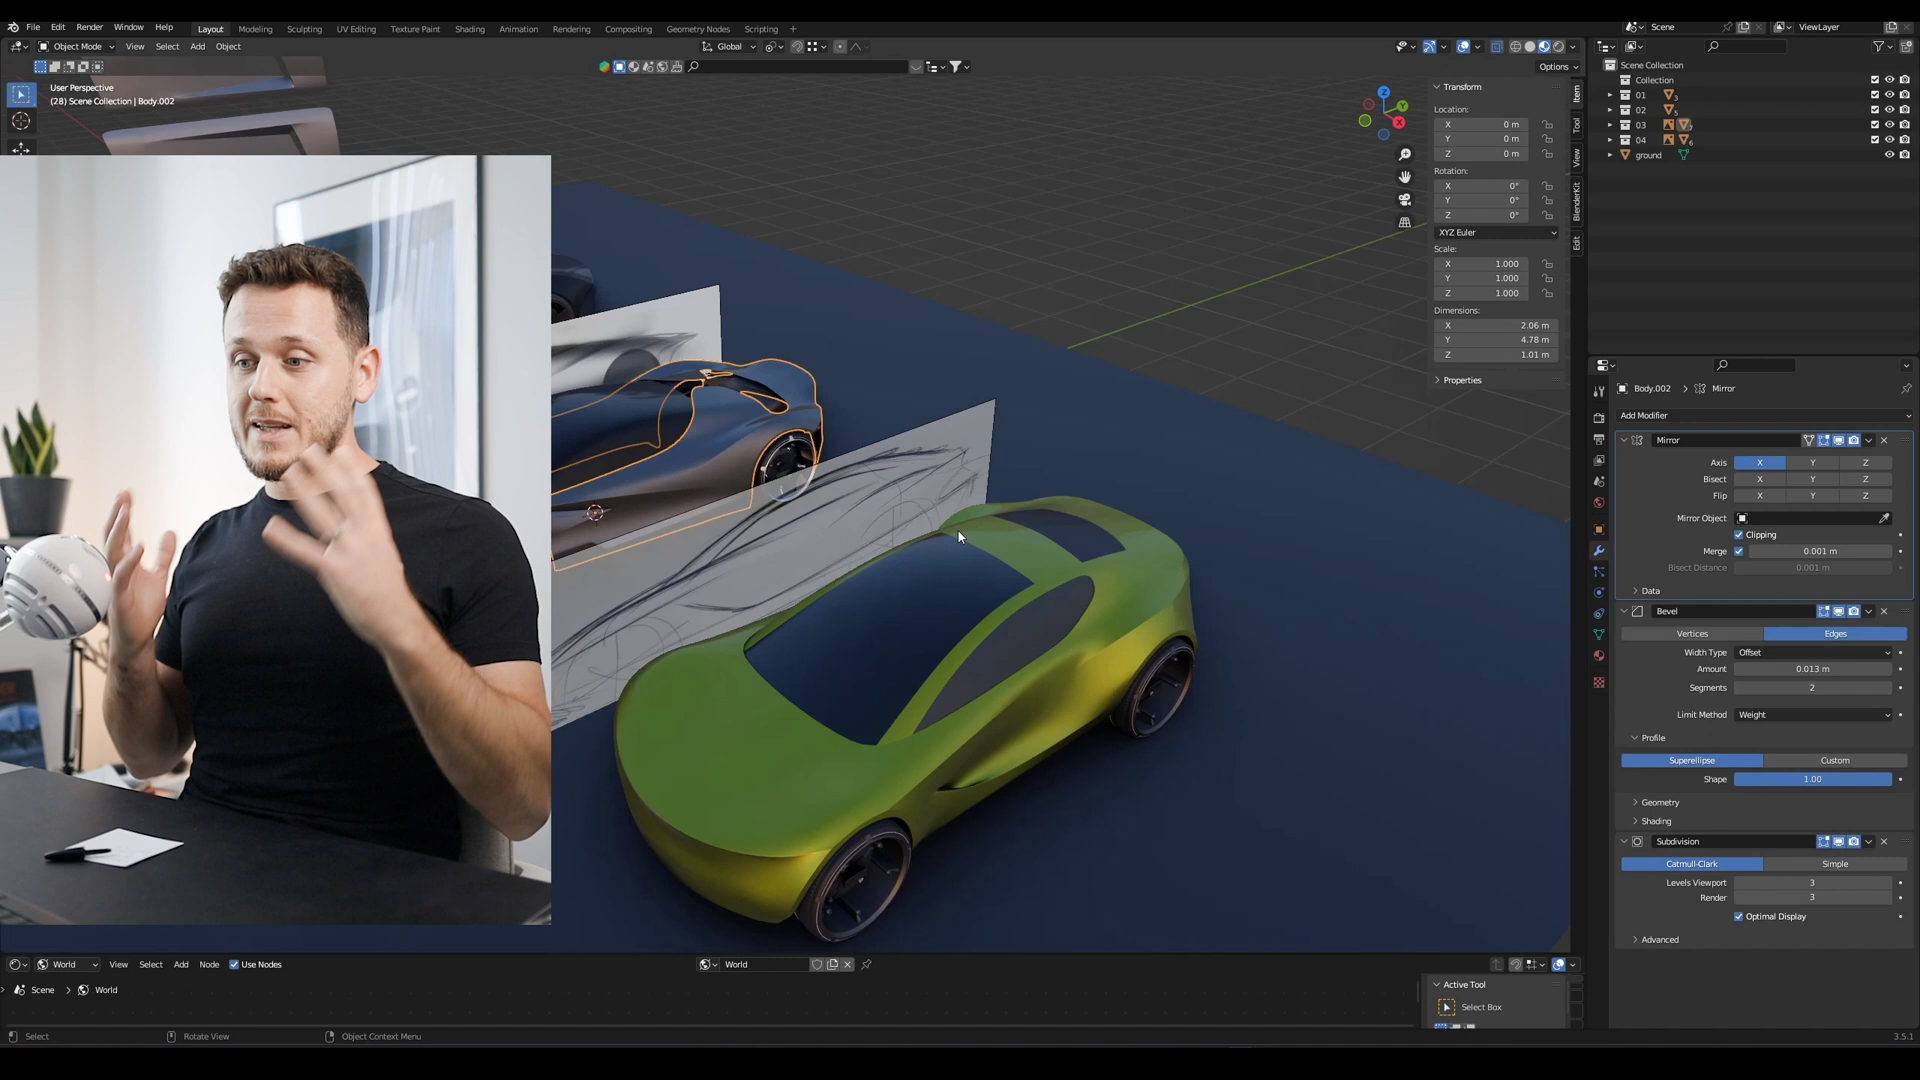 File Edit Render Window Help Layout Modeling Sculpting UV Editing Texture Paint Shading Animation Rendering Compositing Geometry Nodes Scripting + Scene ViewLayer
Object Mode View Select Add Object Global
Options
User Perspective
(28) Scene Collection | Body.002
Transform
Location:
X 0 m
Y 0 m
Z 0 m
Rotation:
X 0°
Y 0°
Z 0°
XYZ Euler
Scale:
X 1.000
Y 1.000
Z 1.000
Dimensions:
X 2.06 m
Y 4.78 m
Z 1.01 m
Properties
Item
Tool
View
BlenderKit
Edit
Z
Y
X
Scene Collection
Collection
01 3
02 5
03
04 6
ground
Body.002 > Mirror
Add Modifier
Mirror
Axis X Y Z
Bisect X Y Z
Flip X Y Z
Mirror Object
Clipping
Merge 0.001 m
Bisect Distance 0.001 m
Data
Bevel
Vertices Edges
Width Type Offset
Amount 0.013 m
Segments 2
Limit Method Weight
Profile
Superellipse Custom
Shape 1.00
Geometry
Shading
Subdivision
Catmull-Clark Simple
Levels Viewport 3
Render 3
Optimal Display
Advanced
World View Select Add Node Use Nodes World
Scene > World
Active Tool
Select Box
Select Rotate View Object Context Menu 3.5.1